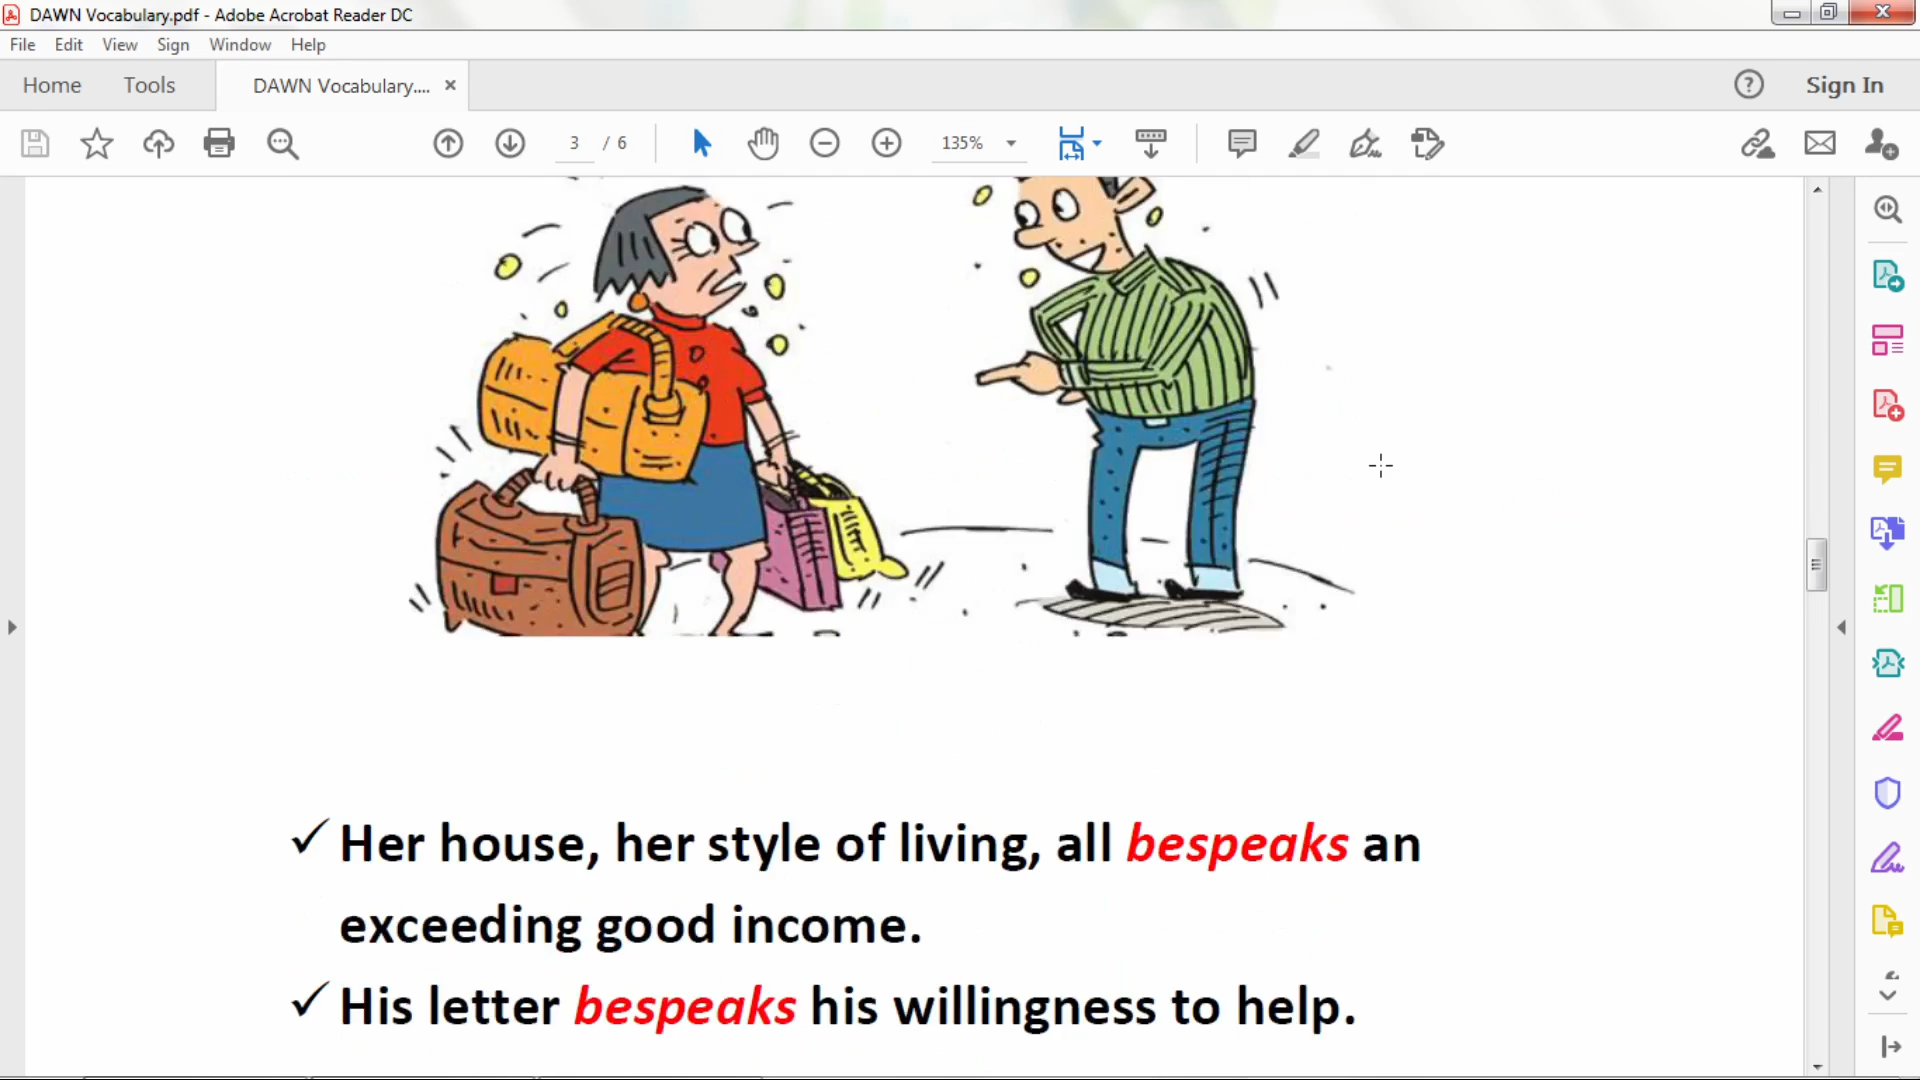 DAWN Vocabulary.pdf - Adobe Acrobat Reader DC
File Edit View Sign Window Help
Home Tools DAWN Vocabulary.... × ? Sign In
3 / 6 135%
✓ Her house, her style of living, all bespeaks an
exceeding good income.
✓ His letter bespeaks his willingness to help.